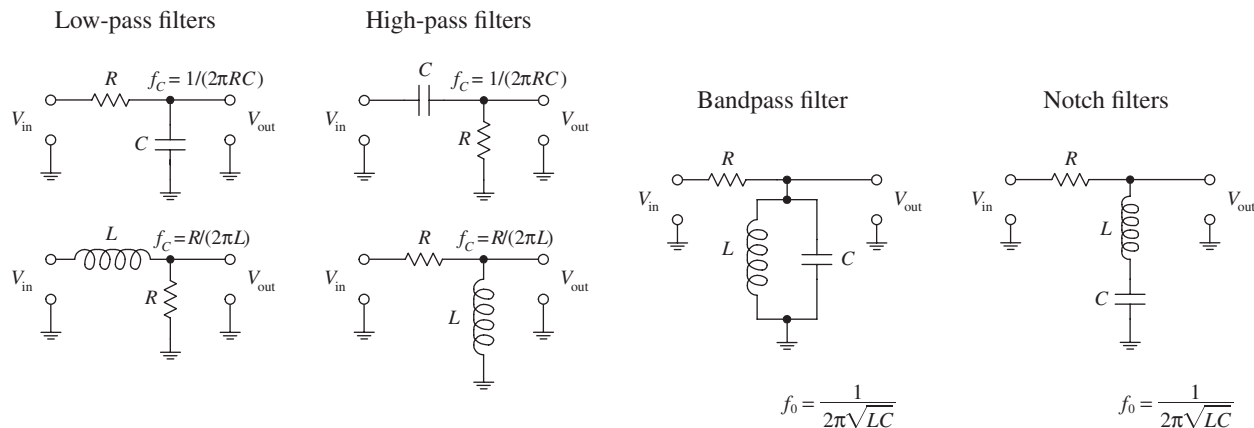 Low-pass filters
R
f_C = 1/(2πRC)
V_in
C
V_out
L
f_C = R/(2πL)
V_in
R
V_out
High-pass filters
C
f_C = 1/(2πRC)
V_in
R
V_out
R
f_C = R/(2πL)
V_in
L
V_out
Bandpass filter
R
V_in
V_out
L
C
f_0 = 1/(2π√LC)
Notch filters
R
V_in
V_out
L
C
f_0 = 1/(2π√LC)